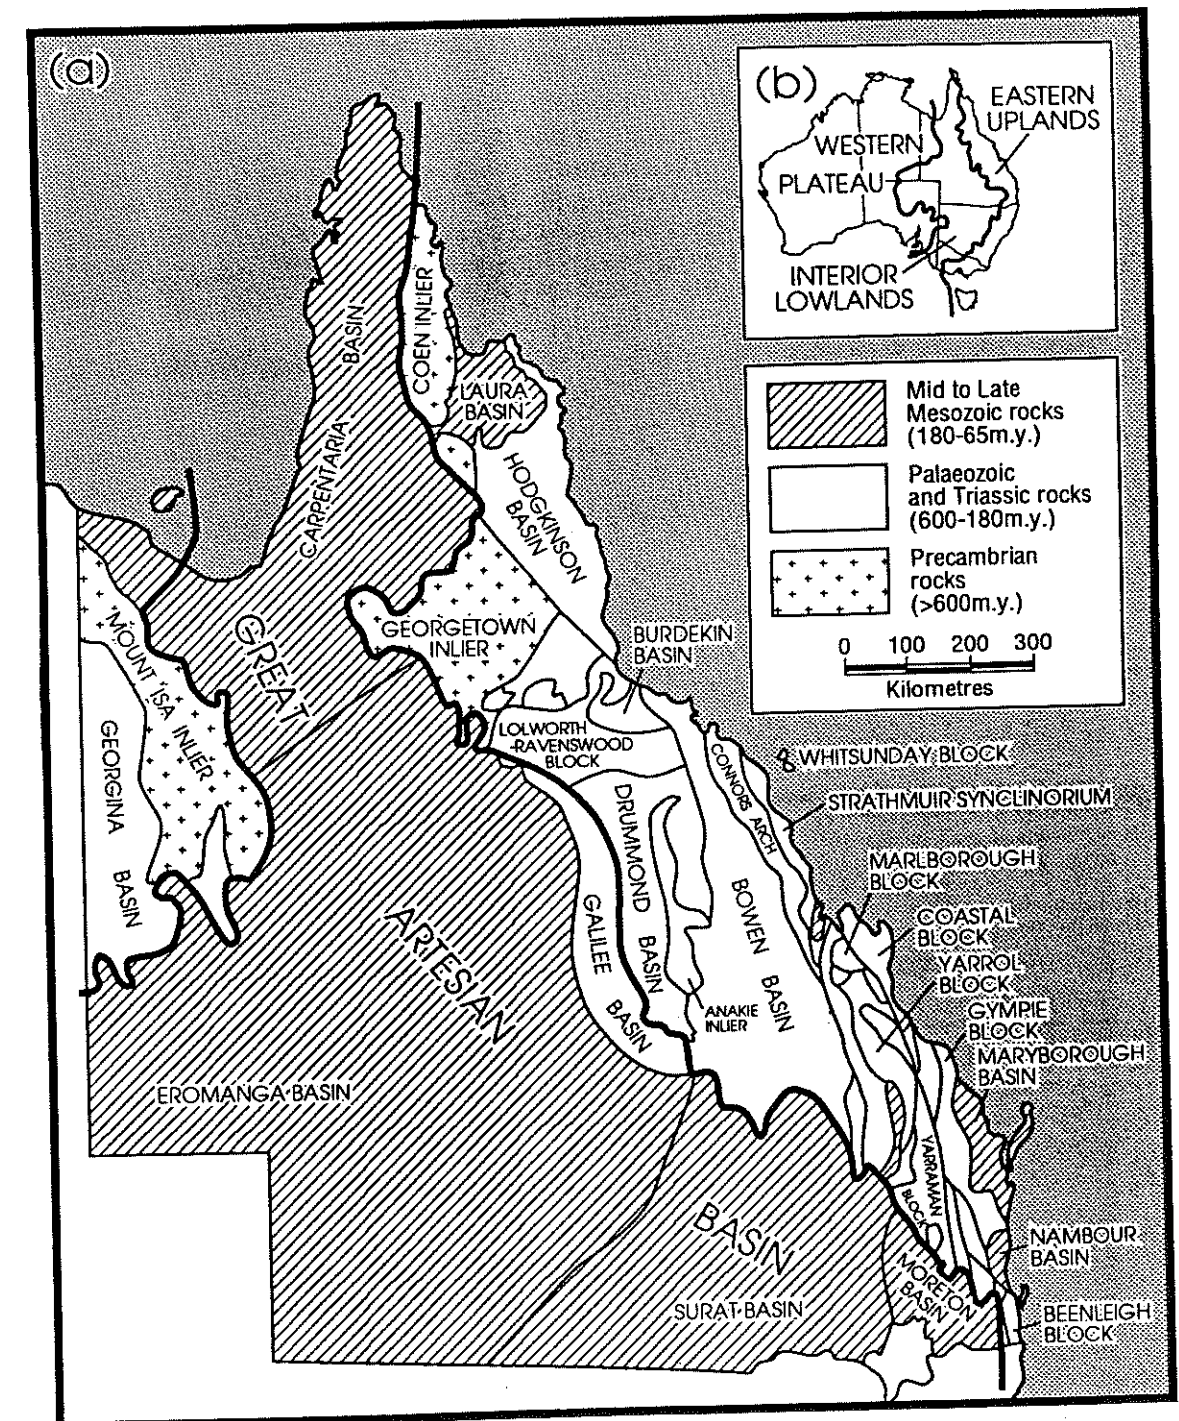 (a)
(b)
EASTERN
UPLANDS
WESTERN
PLATEAU
INTERIOR
LOWLANDS
Mid to Late
Mesozoic rocks
(180-65m.y.)
Palaeozoic
and Triassic rocks
(600-180m.y.)
Precambrian
rocks
(>600m.y.)
0 100 200 300
Kilometres
COEN INLIER
LAURA
BASIN
CARPENTARIA BASIN
HODGKINSON
BASIN
GEORGETOWN
INLIER
BURDEKIN
BASIN
MOUNT ISA INLIER
GEORGINA BASIN
GREAT
ARTESIAN
BASIN
LOLWORTH
-RAVENSWOOD
BLOCK
CONNORS ARCH
WHITSUNDAY BLOCK
STRATHMUIR SYNCLINORIUM
DRUMMOND BASIN
MARLBOROUGH
BLOCK
GALILEE BASIN
BOWEN BASIN
COASTAL
BLOCK
YARROL
BLOCK
ANAKIE
INLIER
GYMPIE
BLOCK
MARYBOROUGH
BASIN
EROMANGA BASIN
YARRAMAN
BLOCK
NAMBOUR
BASIN
MORETON
BASIN
SURAT BASIN
BEENLEIGH
BLOCK